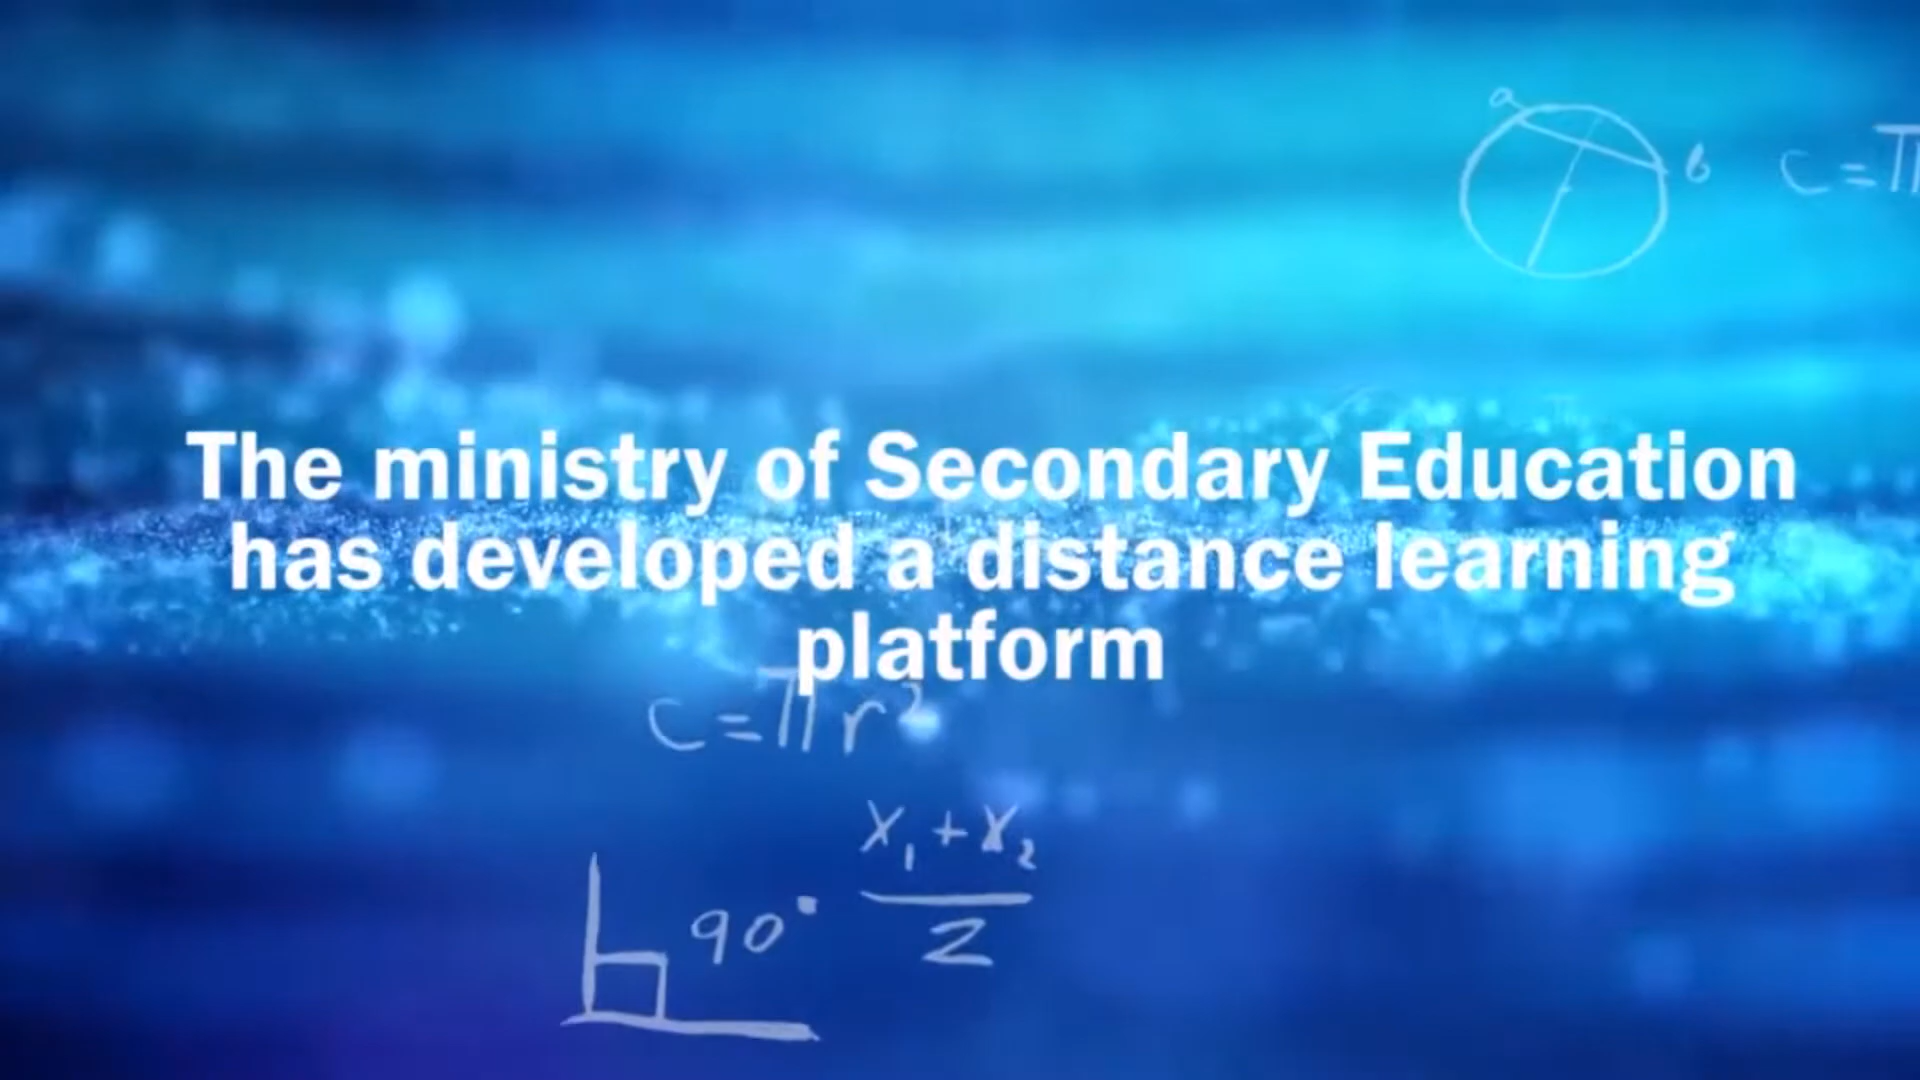 a
b C=π
The ministry of Secondary Education
has developed a distance learning
platform
C=πr²
X₁+X₂
90°
2